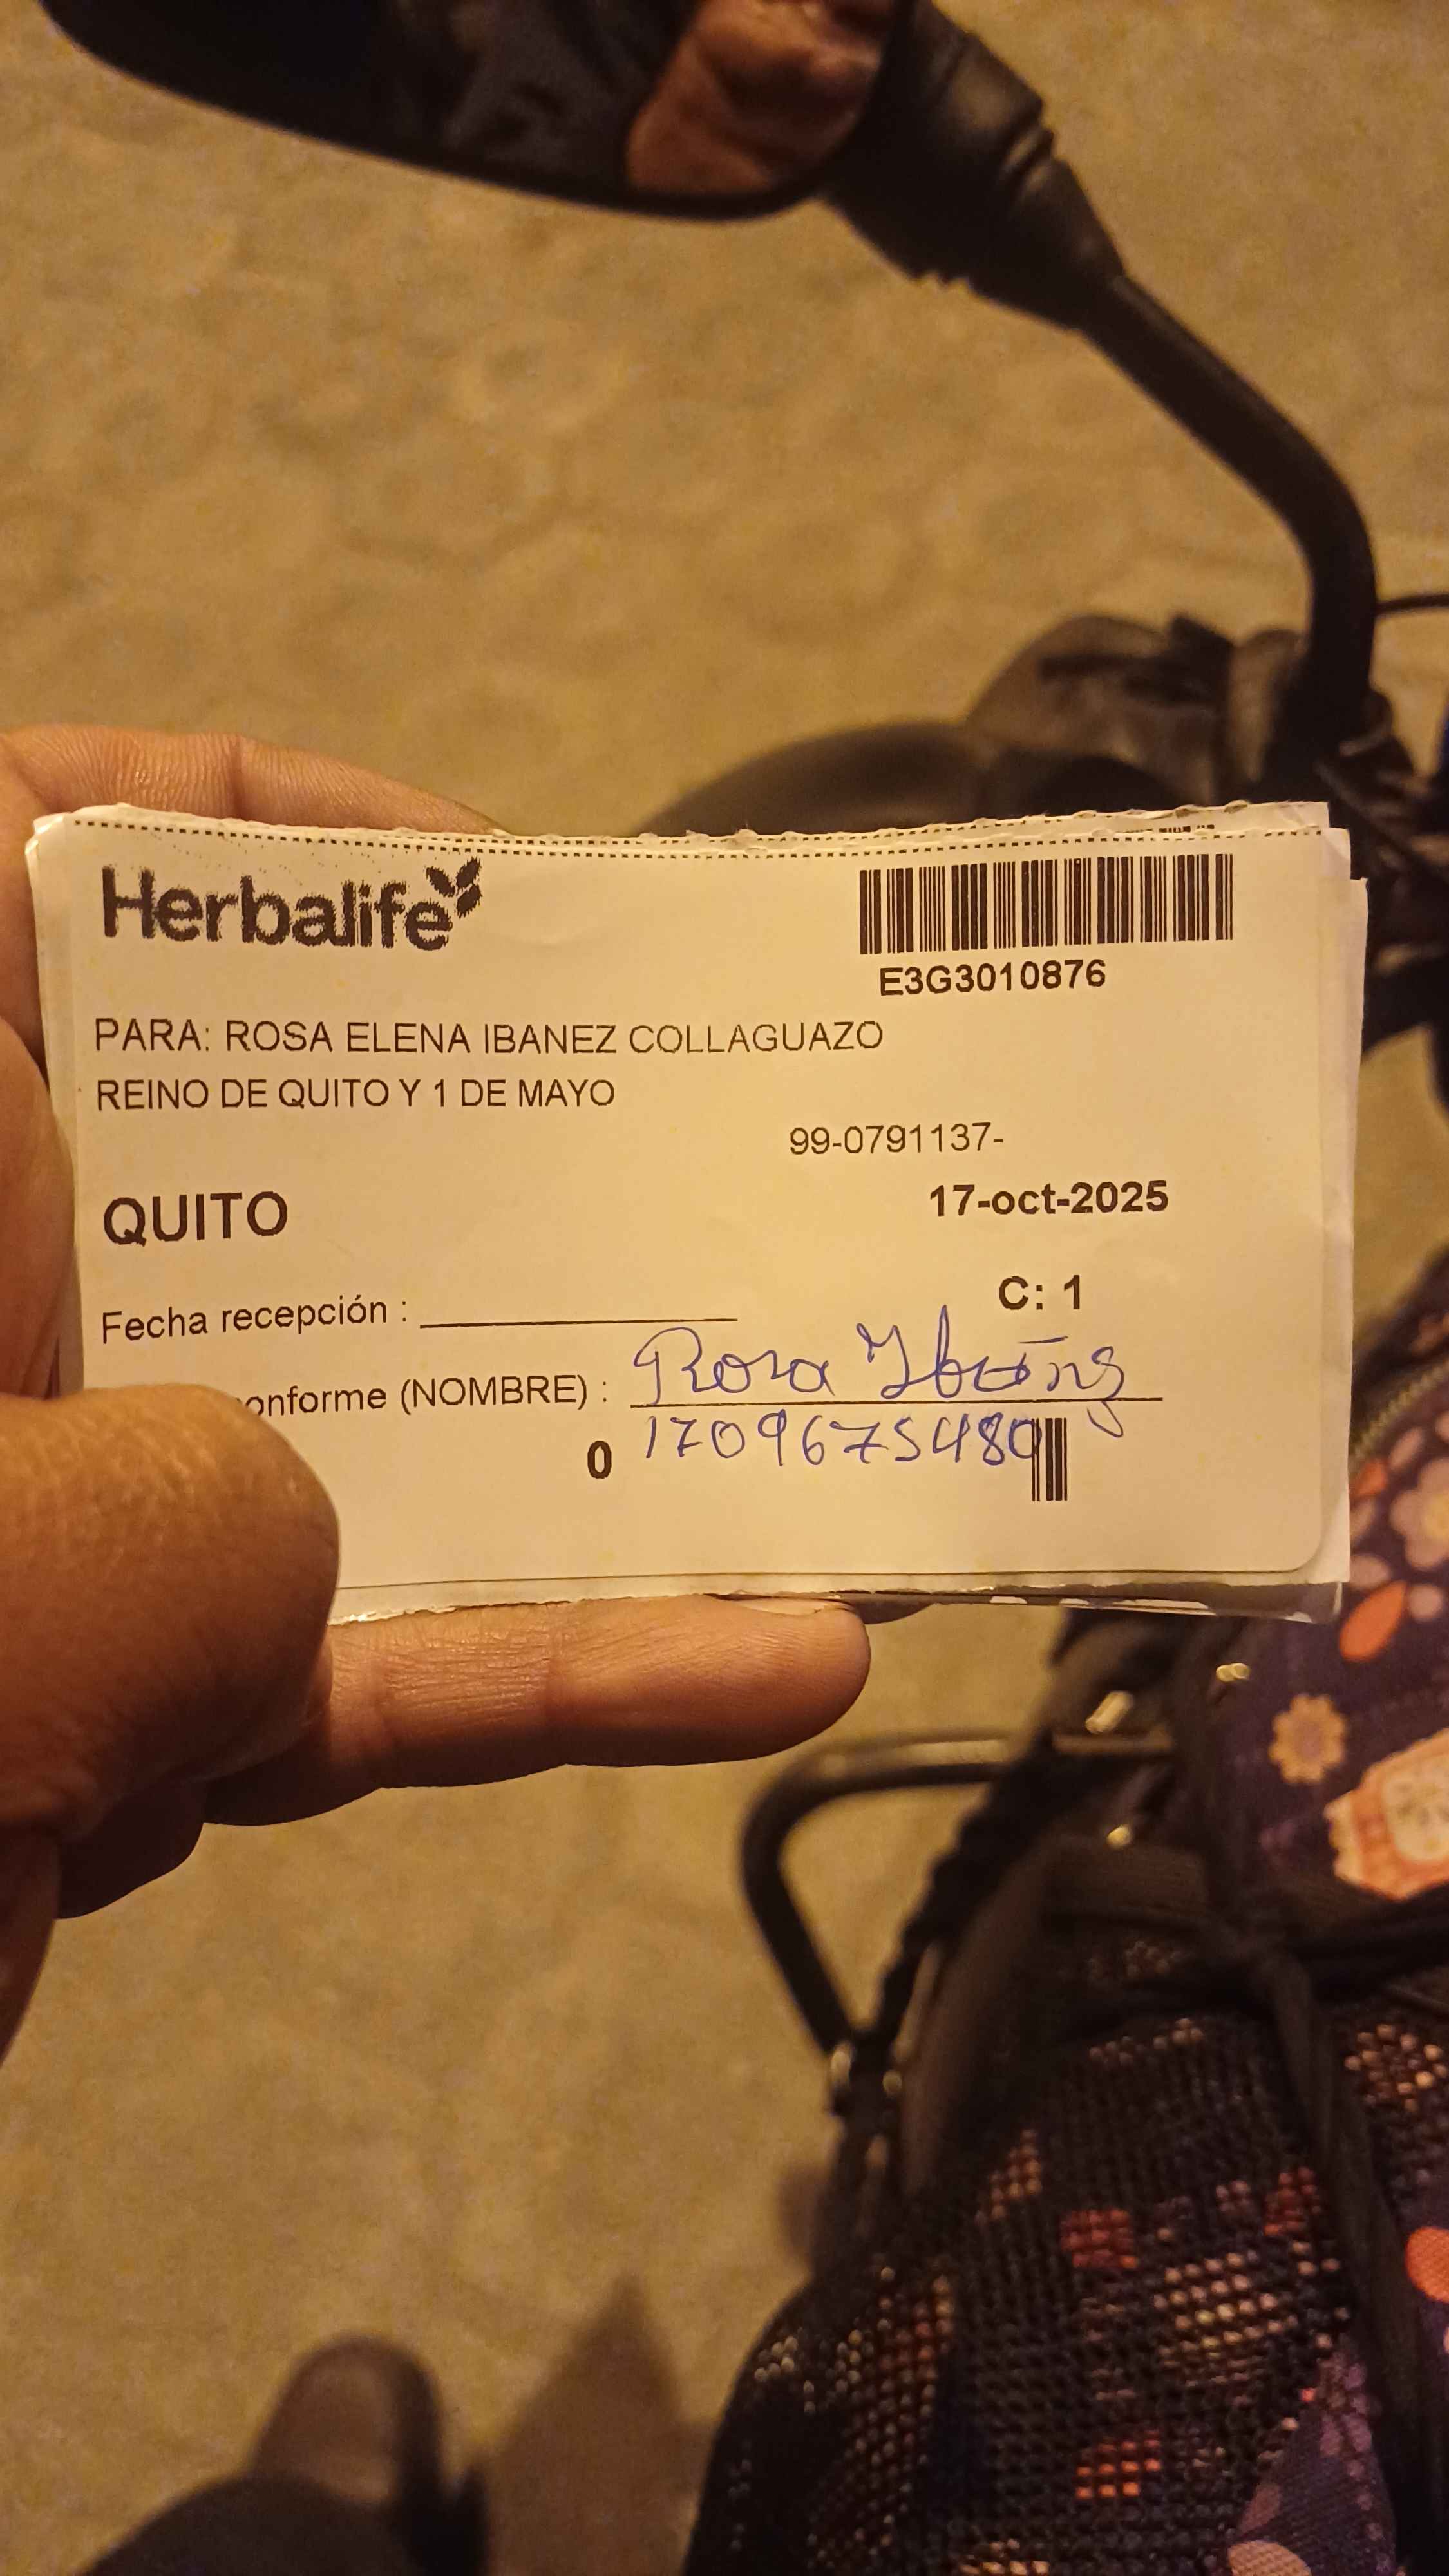 Herbalife
E3G3010876
PARA: ROSA ELENA IBANEZ COLLAGUAZO
REINO DE QUITO Y 1 DE MAYO
99-0791137-
QUITO
17-oct-2025
C: 1
Fecha recepción :
onforme (NOMBRE) : Rosa
0 1709675480